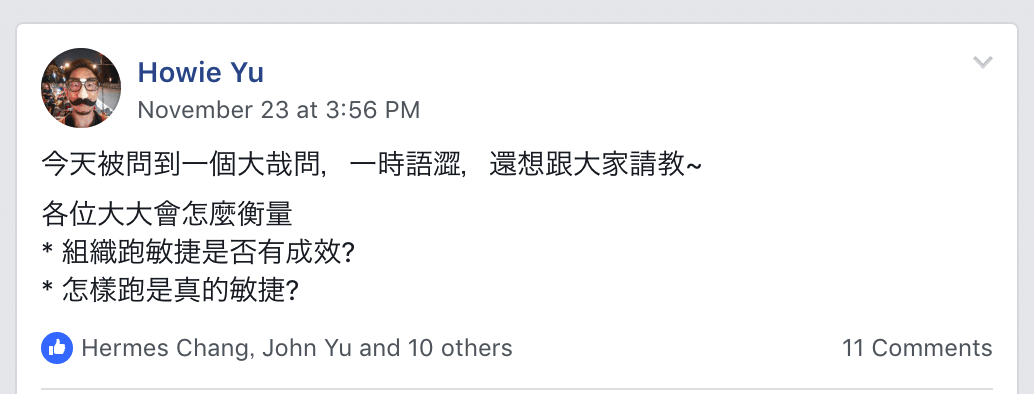 Howie Yu
November 23 at 3:56 PM
今天被問到一個大哉問，一時語澀，還想跟大家請教~
各位大大會怎麼衡量
* 組織跑敏捷是否有成效?
* 怎樣跑是真的敏捷?
Hermes Chang, John Yu and 10 others
11 Comments